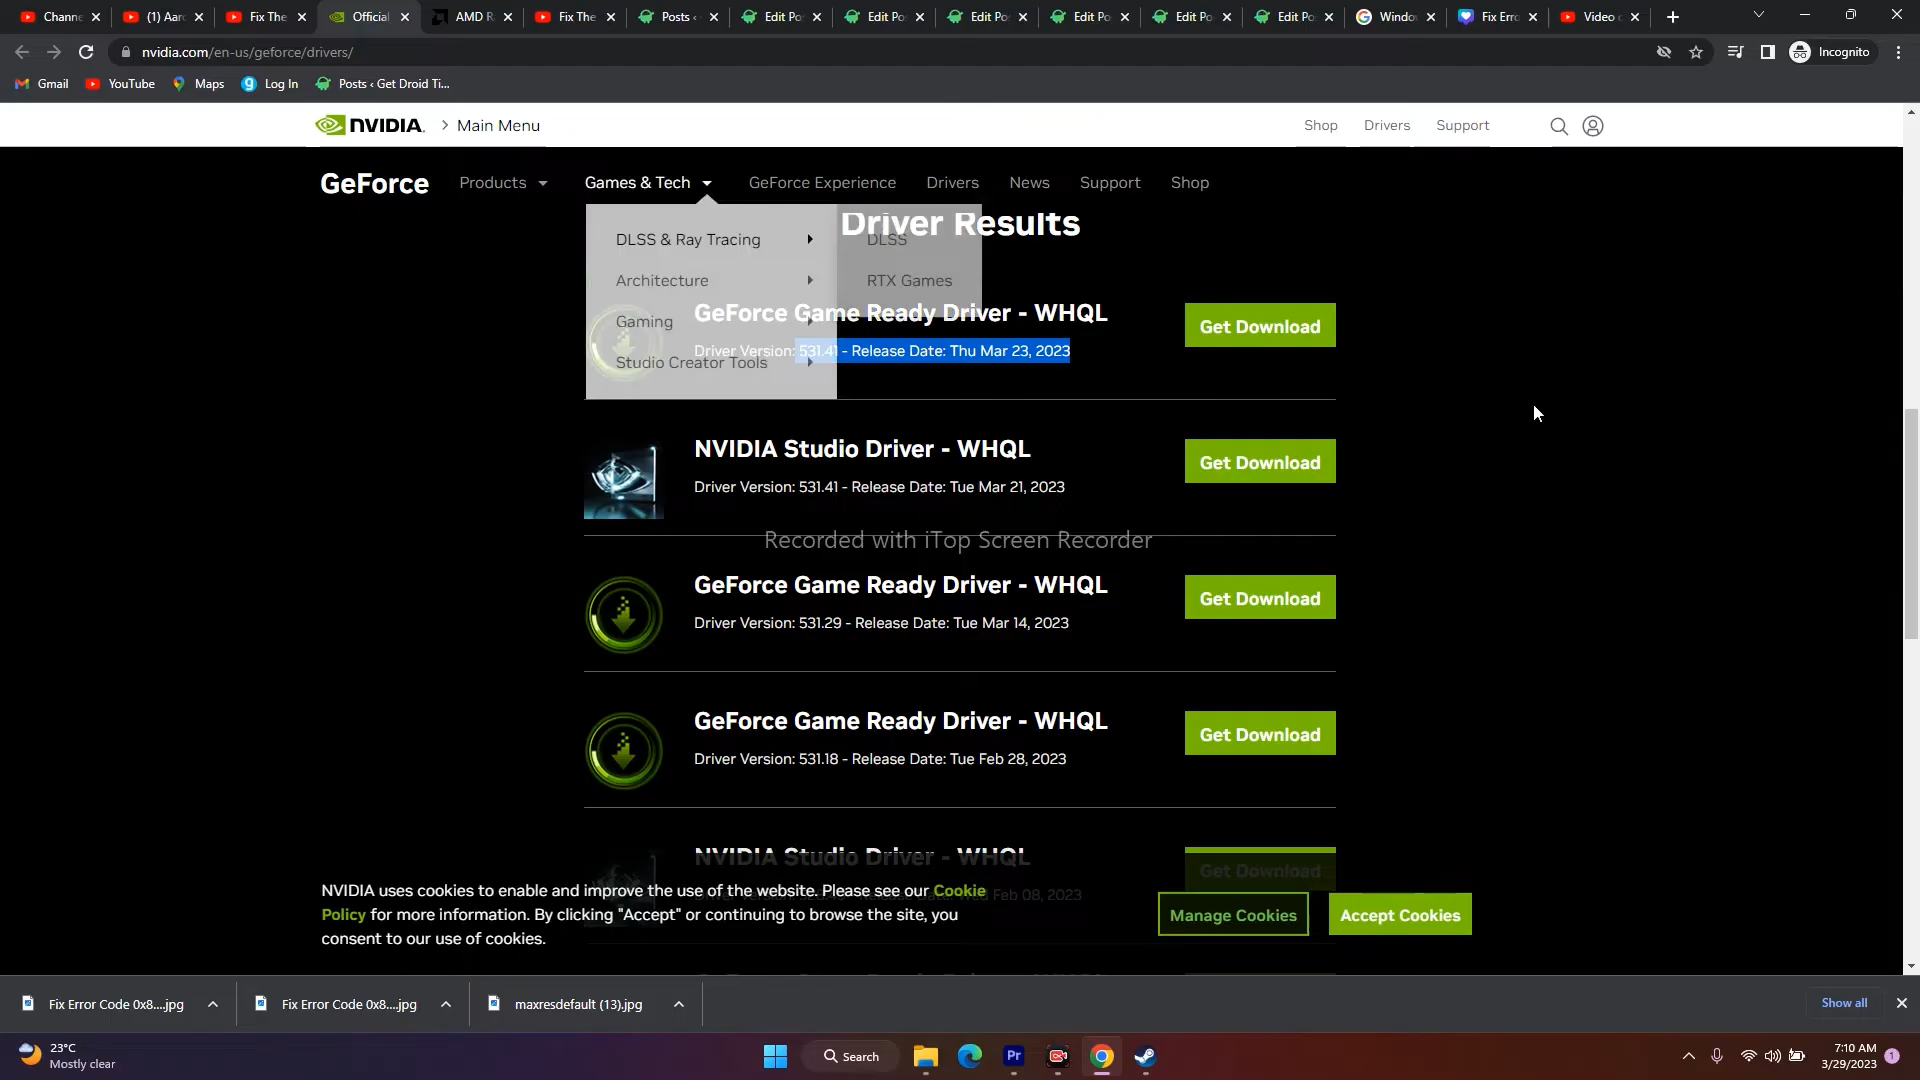 Channe
(1) Aaro
Fix The
Official
AMD R
Fix The
Posts ‹
Edit Po
Edit Po
Edit Po
Edit Po
Edit Po
Edit Po
Windo
Fix Erro
Video c
nvidia.com/en-us/geforce/drivers/
Incognito
Gmail
YouTube
Maps
Log In
Posts ‹ Get Droid Ti...
NVIDIA.
Main Menu
Shop
Drivers
Support
GeForce
Products
Games & Tech
GeForce Experience
Drivers
News
Support
Shop
Driver Results
DLSS & Ray Tracing
DLSS
Architecture
RTX Games
Gaming
Studio Creator Tools
GeForce Game Ready Driver - WHQL
Driver Version: 531.41 - Release Date: Thu Mar 23, 2023
Get Download
NVIDIA Studio Driver - WHQL
Driver Version: 531.41 - Release Date: Tue Mar 21, 2023
Get Download
Recorded with iTop Screen Recorder
GeForce Game Ready Driver - WHQL
Driver Version: 531.29 - Release Date: Tue Mar 14, 2023
Get Download
GeForce Game Ready Driver - WHQL
Driver Version: 531.18 - Release Date: Tue Feb 28, 2023
Get Download
NVIDIA Studio Driver - WHQL
Feb 08, 2023
Get Download
NVIDIA uses cookies to enable and improve the use of the website. Please see our Cookie
Policy for more information. By clicking "Accept" or continuing to browse the site, you
consent to our use of cookies.
Manage Cookies
Accept Cookies
Fix Error Code 0x8....jpg
Fix Error Code 0x8....jpg
maxresdefault (13).jpg
Show all
23°C
Mostly clear
Search
Pr
7:10 AM
3/29/2023
1